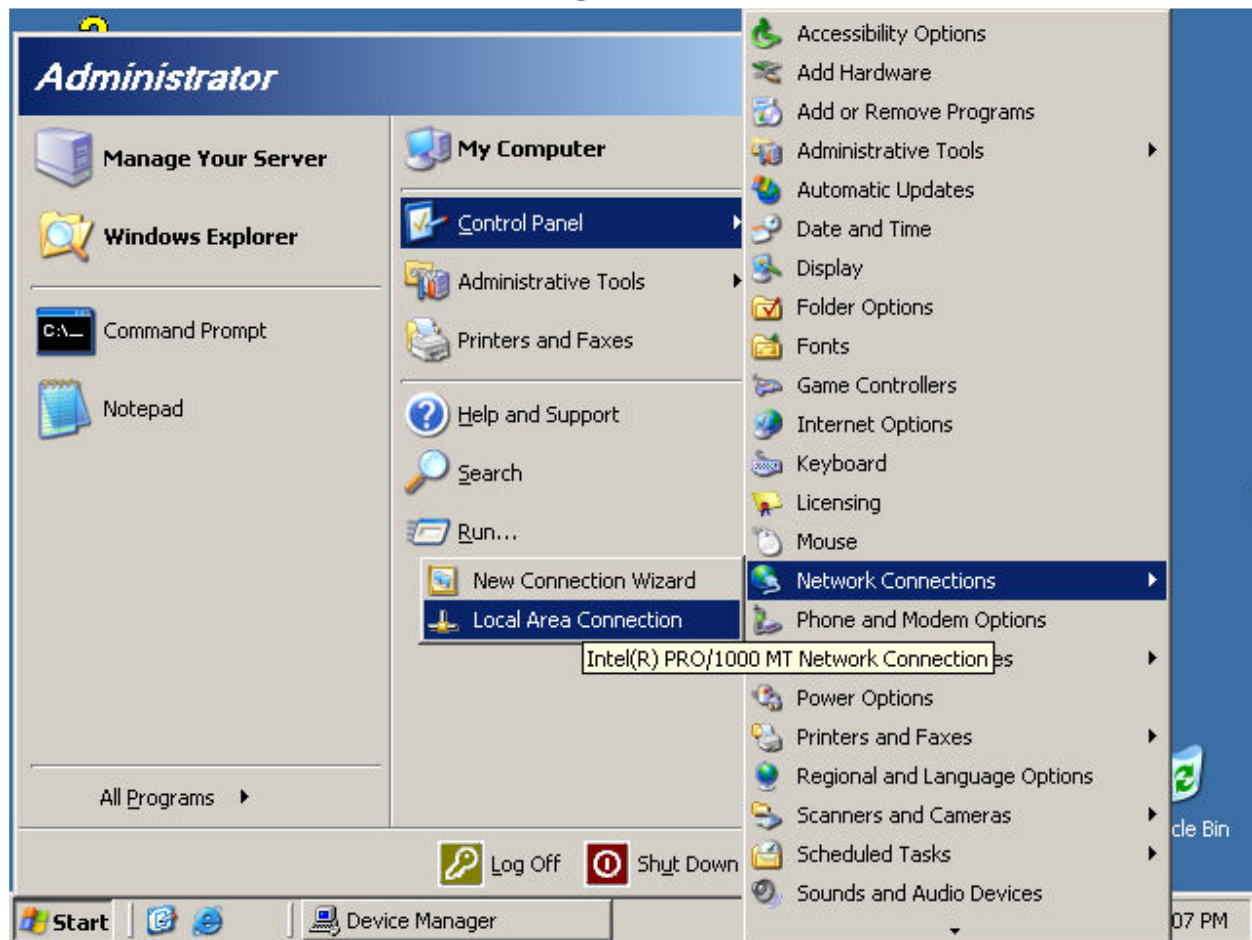 Administrator
Manage Your Server
Windows Explorer
Command Prompt
Notepad
All Programs
My Computer
Control Panel
Administrative Tools
Printers and Faxes
Help and Support
Search
Run...
New Connection Wizard
Local Area Connection
Intel(R) PRO/1000 MT Network Connection
Accessibility Options
Add Hardware
Add or Remove Programs
Administrative Tools
Automatic Updates
Date and Time
Display
Folder Options
Fonts
Game Controllers
Internet Options
Keyboard
Licensing
Mouse
Network Connections
Phone and Modem Options
Power Options
Printers and Faxes
Regional and Language Options
Scanners and Cameras
Scheduled Tasks
Sounds and Audio Devices
Log Off
Shut Down
cle Bin
Start
C:\_
Device Manager
07 PM